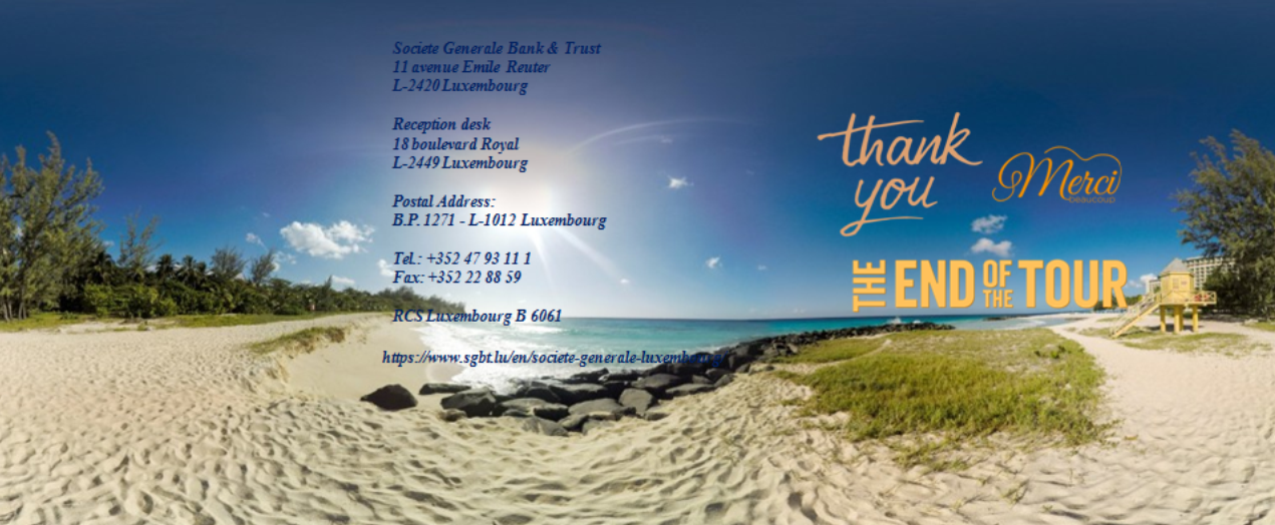 Societe Generale Bank & Trust
11 avenue Emile Reuter
L-2420 Luxembourg
Reception desk
18 boulevard Royal
L-2449 Luxembourg
Postal Address:
B.P. 1271 - L-1012 Luxembourg
Tel.: +352 47 93 11 1
Fax: +352 22 88 59
RCS Luxembourg B 6061
https://www.sgbt.lu/en/societe-generale-luxembourg/
thank
you
Merci
BEAUCOUP
THE END OF THE TOUR